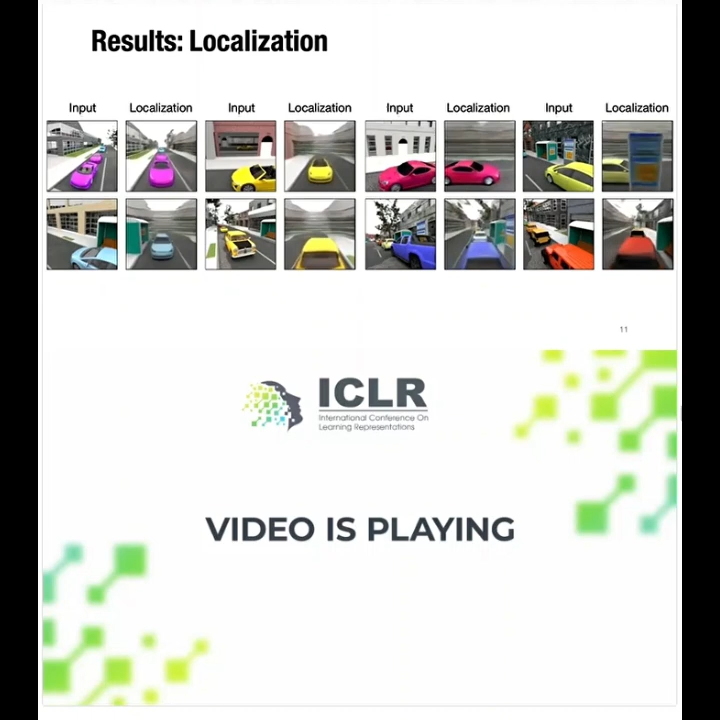 Results: Localization
Input Localization Input Localization Input Localization Input Localization
11
ICLR
International Conference On
Learning Representations
VIDEO IS PLAYING